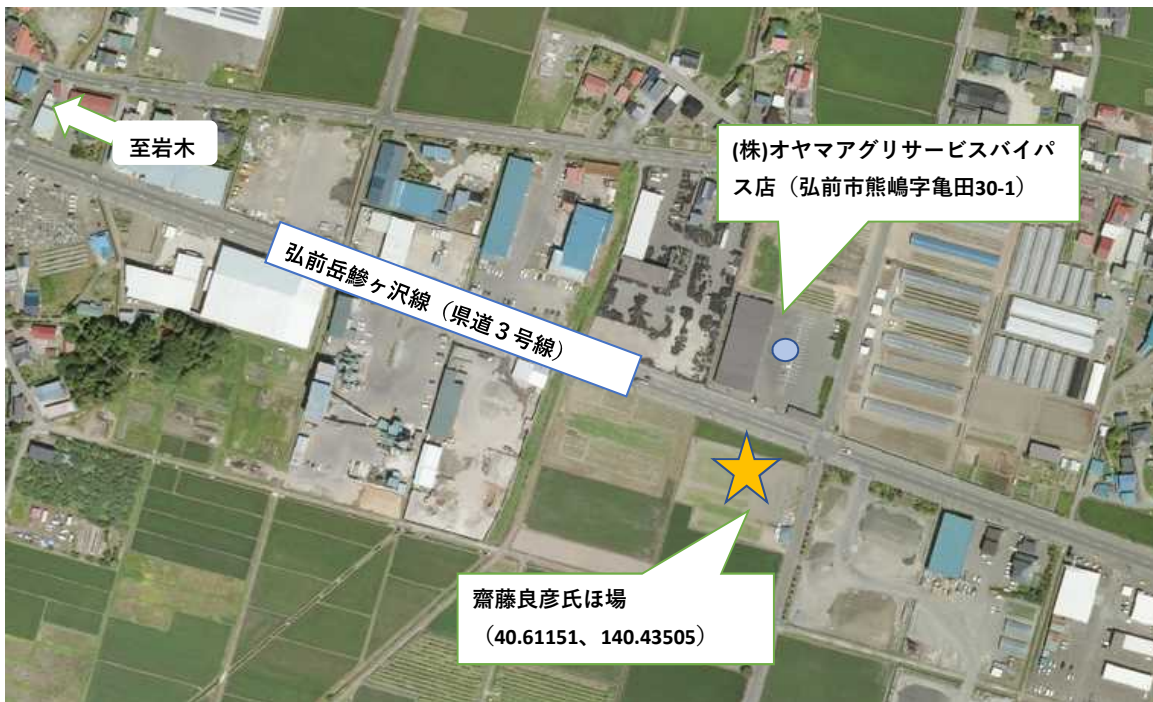 至岩木
(株)オヤマアグリサービスバイパ
ス店（弘前市熊嶋字亀田30-1）
弘前岳鰺ヶ沢線（県道３号線）
齋藤良彦氏ほ場
（40.61151、140.43505）